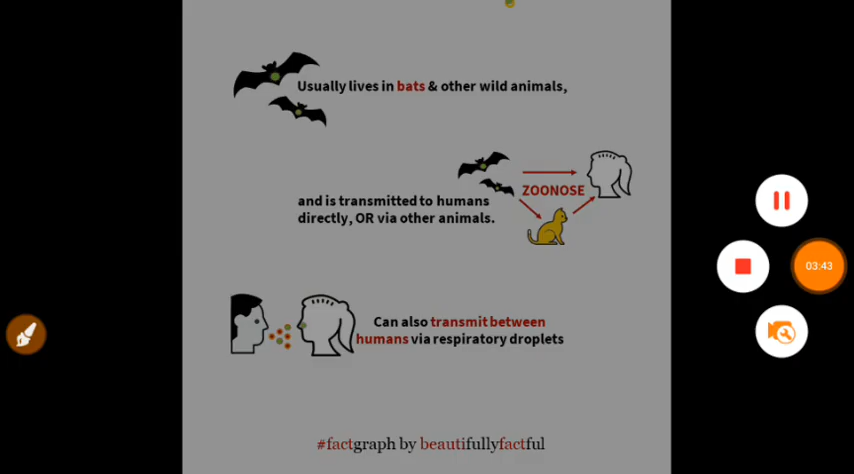 Usually lives in bats & other wild animals,
ZOONOSE
and is transmitted to humans
directly, OR via other animals.
Can also transmit between
humans via respiratory droplets
#factgraph by beautifullyfactful
03:43